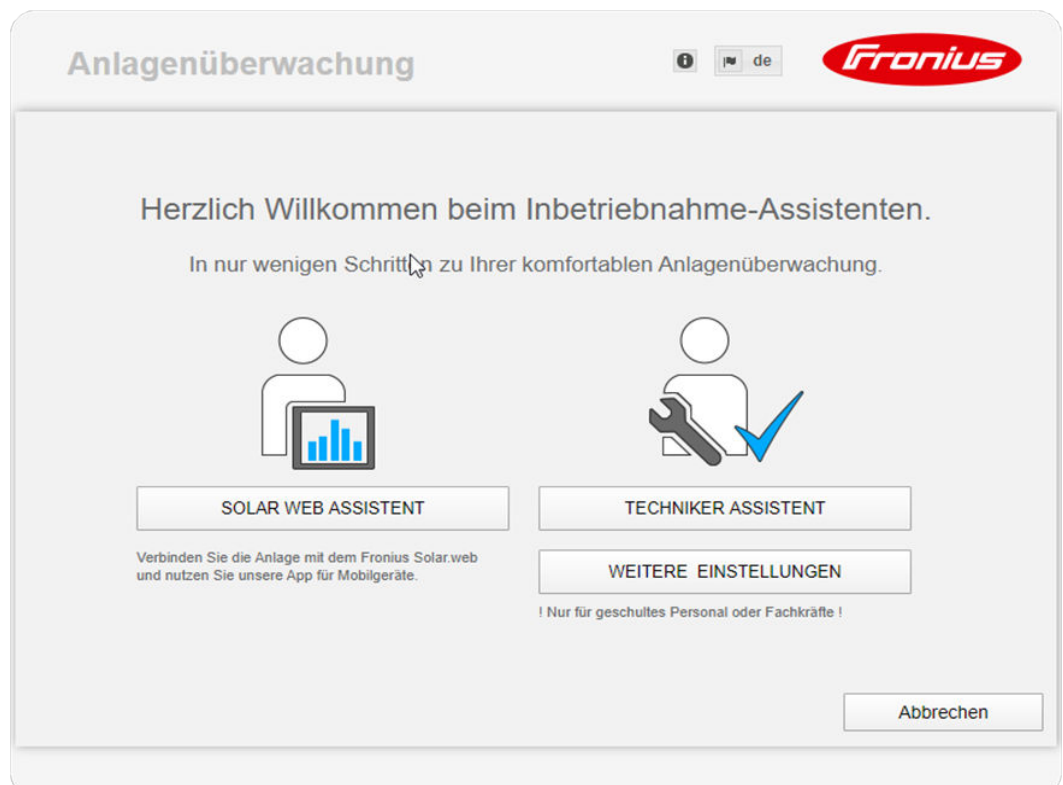 Anlagenüberwachung
de
Fronius
Herzlich Willkommen beim Inbetriebnahme-Assistenten.
In nur wenigen Schritten zu Ihrer komfortablen Anlagenüberwachung.
SOLAR WEB ASSISTENT
Verbinden Sie die Anlage mit dem Fronius Solar.web
und nutzen Sie unsere App für Mobilgeräte.
TECHNIKER ASSISTENT
WEITERE EINSTELLUNGEN
! Nur für geschultes Personal oder Fachkräfte !
Abbrechen